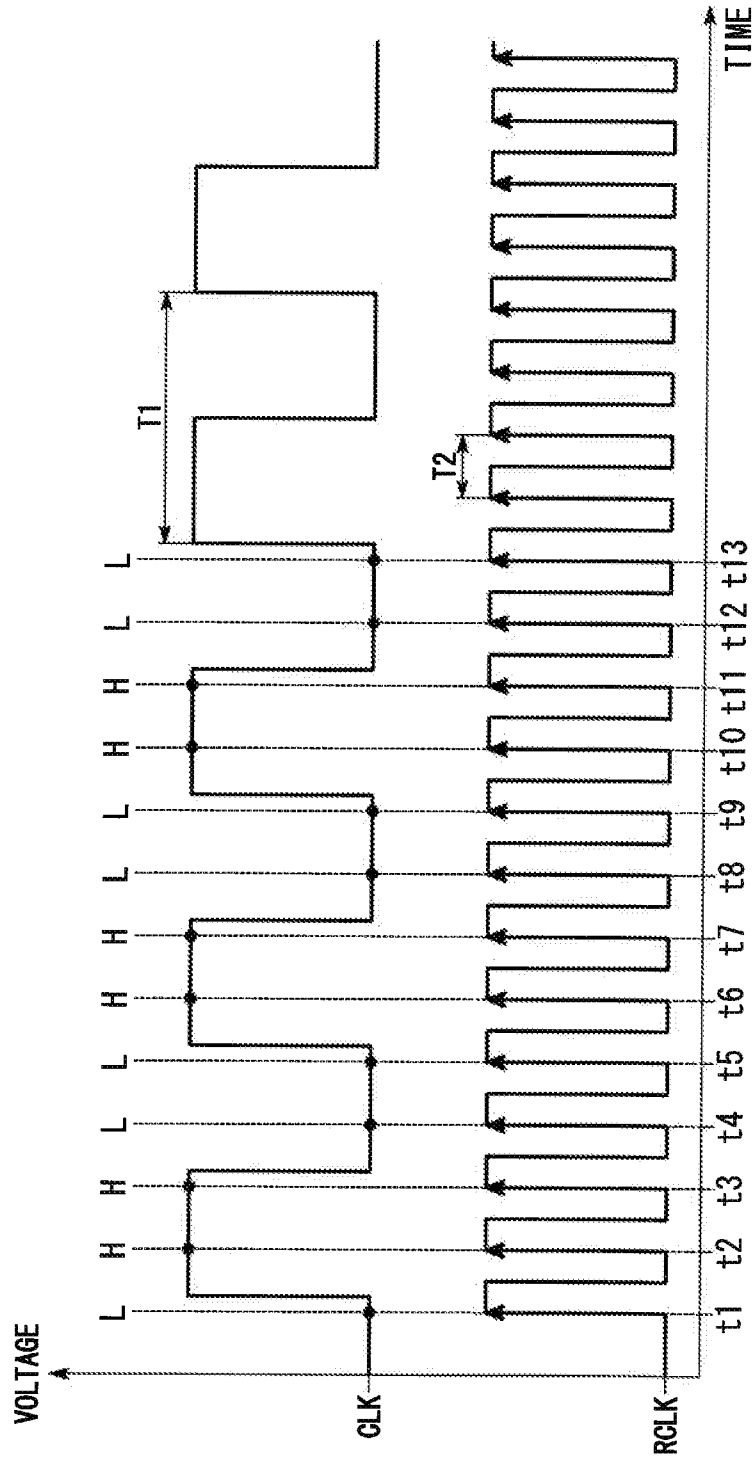 VOLTAGE
L H H L L H H L L H H L L
T1
CLK
T2
RCLK
t1 t2 t3 t4 t5 t6 t7 t8 t9 t10 t11 t12 t13
TIME